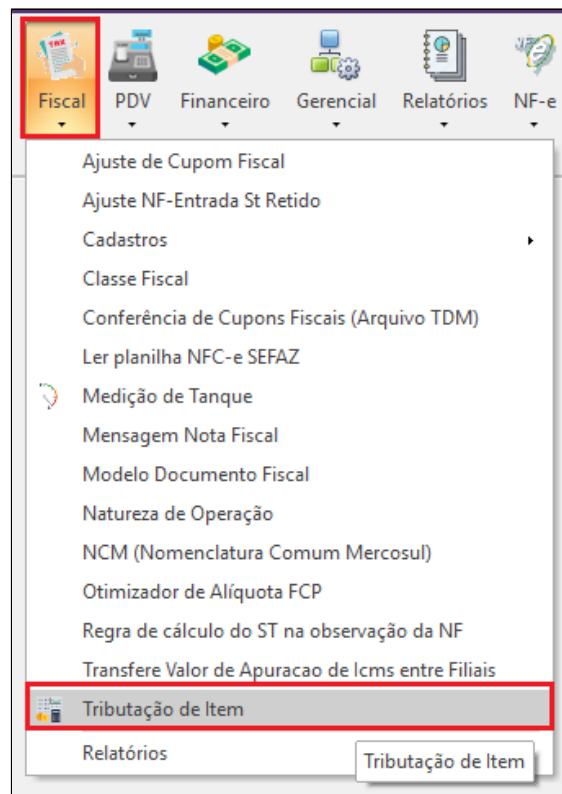 TAX
Fiscal PDV Financeiro Gerencial Relatórios NF-e
Ajuste de Cupom Fiscal
Ajuste NF-Entrada St Retido
Cadastros
Classe Fiscal
Conferência de Cupons Fiscais (Arquivo TDM)
Ler planilha NFC-e SEFAZ
Medição de Tanque
Mensagem Nota Fiscal
Modelo Documento Fiscal
Natureza de Operação
NCM (Nomenclatura Comum Mercosul)
Otimizador de Alíquota FCP
Regra de cálculo do ST na observação da NF
Transfere Valor de Apuracao de Icms entre Filiais
Tributação de Item
Relatórios
Tributação de Item